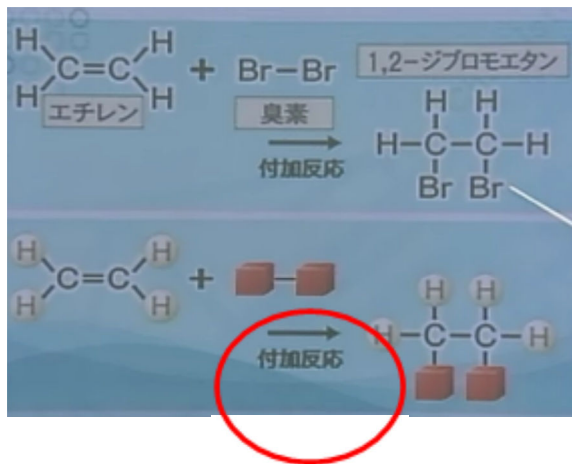 H H
C=C + Br-Br
H H
エチレン
臭素
付加反応
1,2-ジブロモエタン
H H
H-C-C-H
Br Br
H H
C=C +
H H
付加反応
H H
H-C-C-H